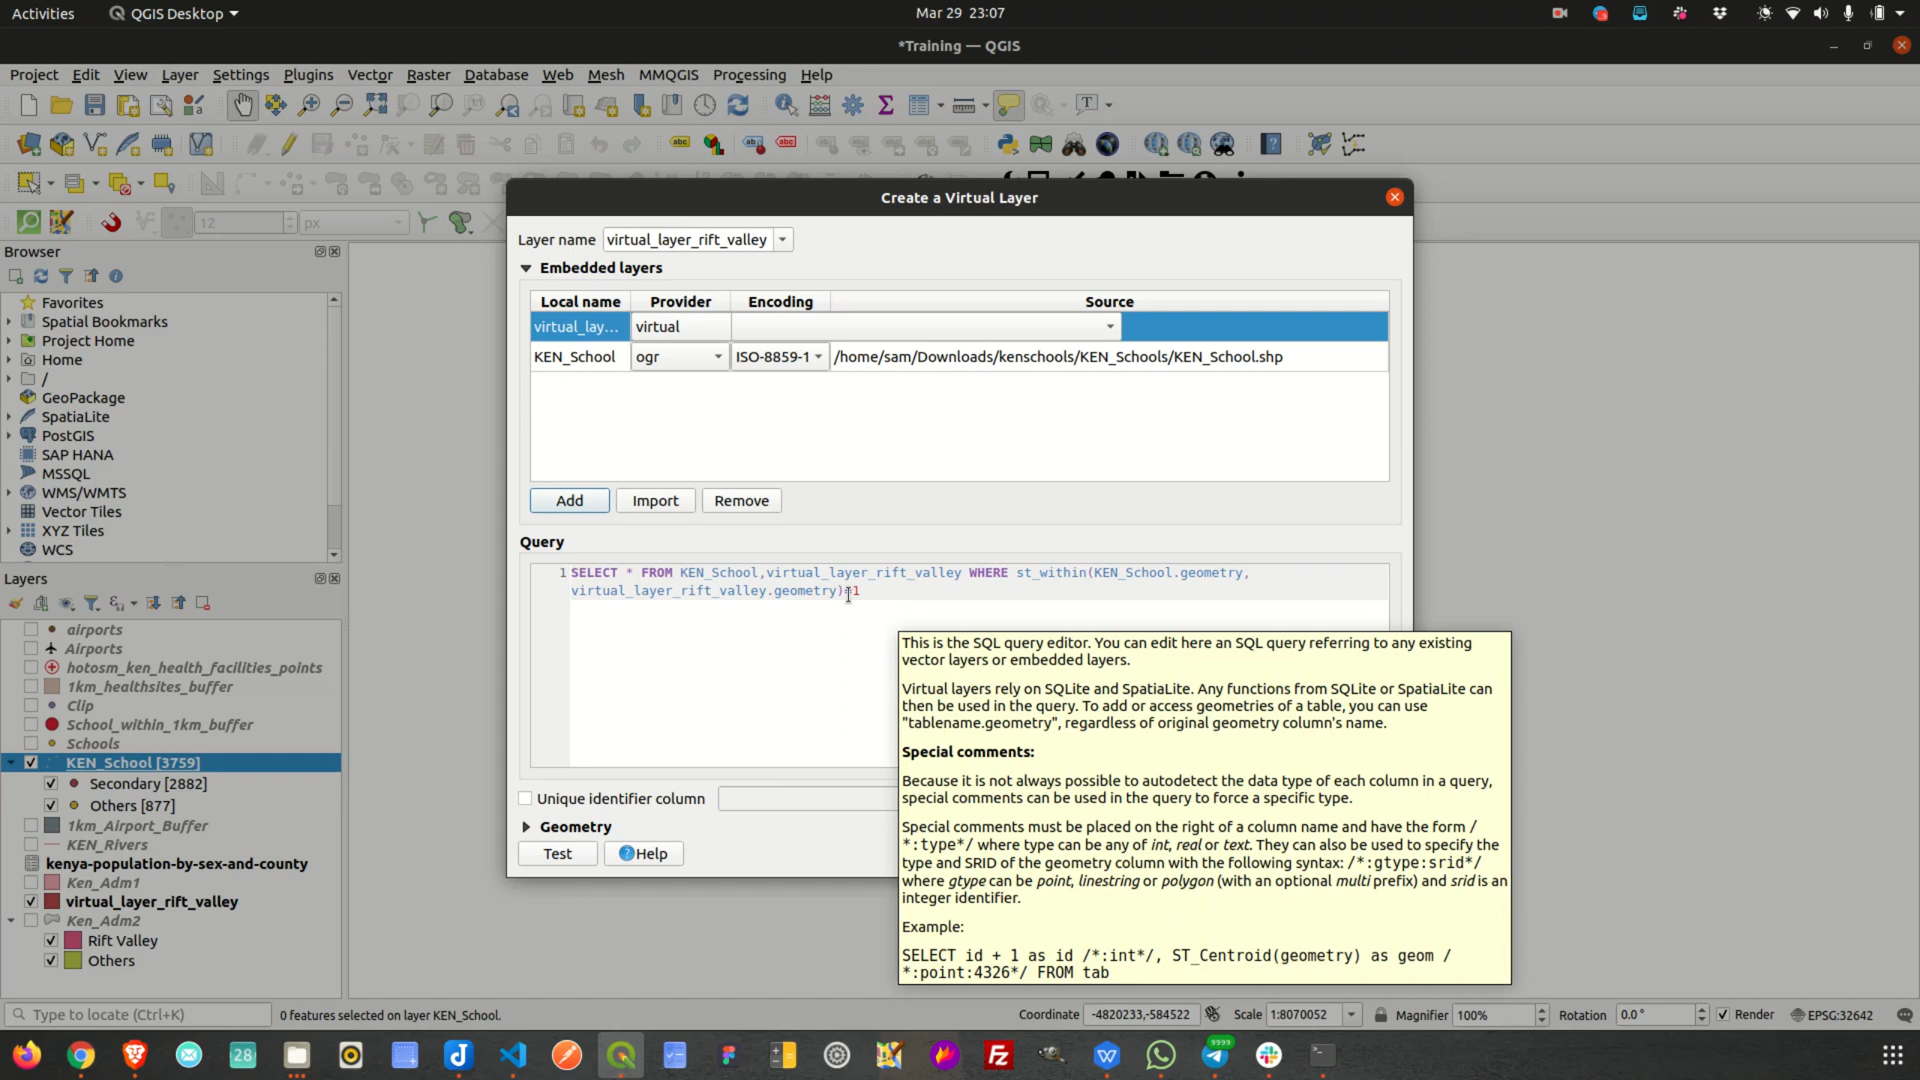 Activities
QGIS Desktop
Mar 29 23:07
*Training — QGIS
Project Edit View Layer Settings Plugins Vector Raster Database Web Mesh MMQGIS Processing Help
12
px
Browser
Favorites
Spatial Bookmarks
Project Home
Home
/
GeoPackage
SpatiaLite
PostGIS
SAP HANA
MSSQL
WMS/WMTS
Vector Tiles
XYZ Tiles
WCS
Layers
airports
Airports
hotosm_ken_health_facilities_points
1km_healthsites_buffer
Clip
School_within_1km_buffer
Schools
KEN_School [3759]
Secondary [2882]
Others [877]
1km_Airport_Buffer
KEN_Rivers
kenya-population-by-sex-and-county
Ken_Adm1
virtual_layer_rift_valley
Ken_Adm2
Rift Valley
Others
Create a Virtual Layer
Layer name virtual_layer_rift_valley
Embedded layers
Local name Provider Encoding Source
virtual_lay... virtual
KEN_School ogr ISO-8859-1 /home/sam/Downloads/kenschools/KEN_Schools/KEN_School.shp
Add Import Remove
Query
1 SELECT * FROM KEN_School,virtual_layer_rift_valley WHERE st_within(KEN_School.geometry,
virtual_layer_rift_valley.geometry)=1
Unique identifier column
Geometry
Test Help
This is the SQL query editor. You can edit here an SQL query referring to any existing
vector layers or embedded layers.
Virtual layers rely on SQLite and SpatiaLite. Any functions from SQLite or SpatiaLite can
then be used in the query. To add or access geometries of a table, you can use
"tablename.geometry", regardless of original geometry column's name.
Special comments:
Because it is not always possible to autodetect the data type of each column in a query,
special comments can be used in the query to force a specific type.
Special comments must be placed on the right of a column name and have the form /
*:type*/ where type can be any of int, real or text. They can also be used to specify the
type and SRID of the geometry column with the following syntax: /*:gtype:srid*/
where gtype can be point, linestring or polygon (with an optional multi prefix) and srid is an
integer identifier.
Example:
SELECT id + 1 as id /*:int*/, ST_Centroid(geometry) as geom /
*:point:4326*/ FROM tab
Type to locate (Ctrl+K)
0 features selected on layer KEN_School.
Coordinate -4820233,-584522 Scale 1:8070052 Magnifier 100% Rotation 0.0° Render EPSG:32642
28
9999